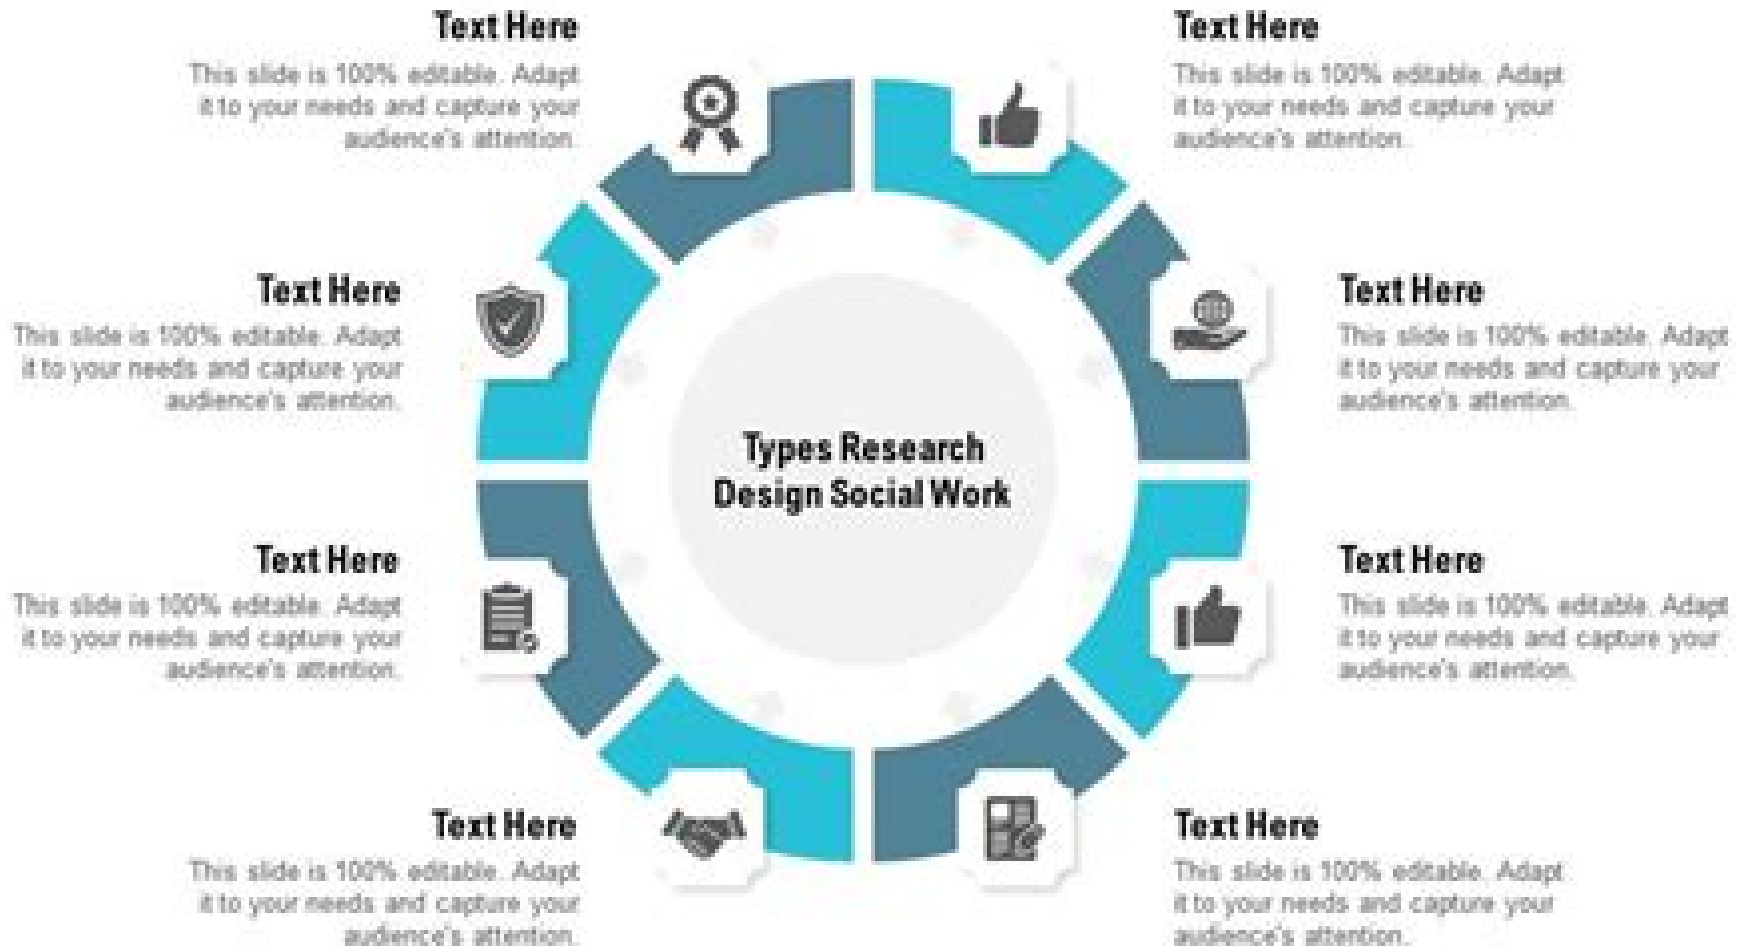 Text Here
This slide is 100% editable. Adapt
it to your needs and capture your
audience's attention.
Text Here
This slide is 100% editable. Adapt
it to your needs and capture your
audience's attention.
Text Here
This slide is 100% editable. Adapt
it to your needs and capture your
audience's attention.
Text Here
This slide is 100% editable. Adapt
it to your needs and capture your
audience's attention.
Types Research
Design Social Work
Text Here
This slide is 100% editable. Adapt
it to your needs and capture your
audience's attention.
Text Here
This slide is 100% editable. Adapt
it to your needs and capture your
audience's attention.
Text Here
This slide is 100% editable. Adapt
it to your needs and capture your
audience's attention.
Text Here
This slide is 100% editable. Adapt
it to your needs and capture your
audience's attention.